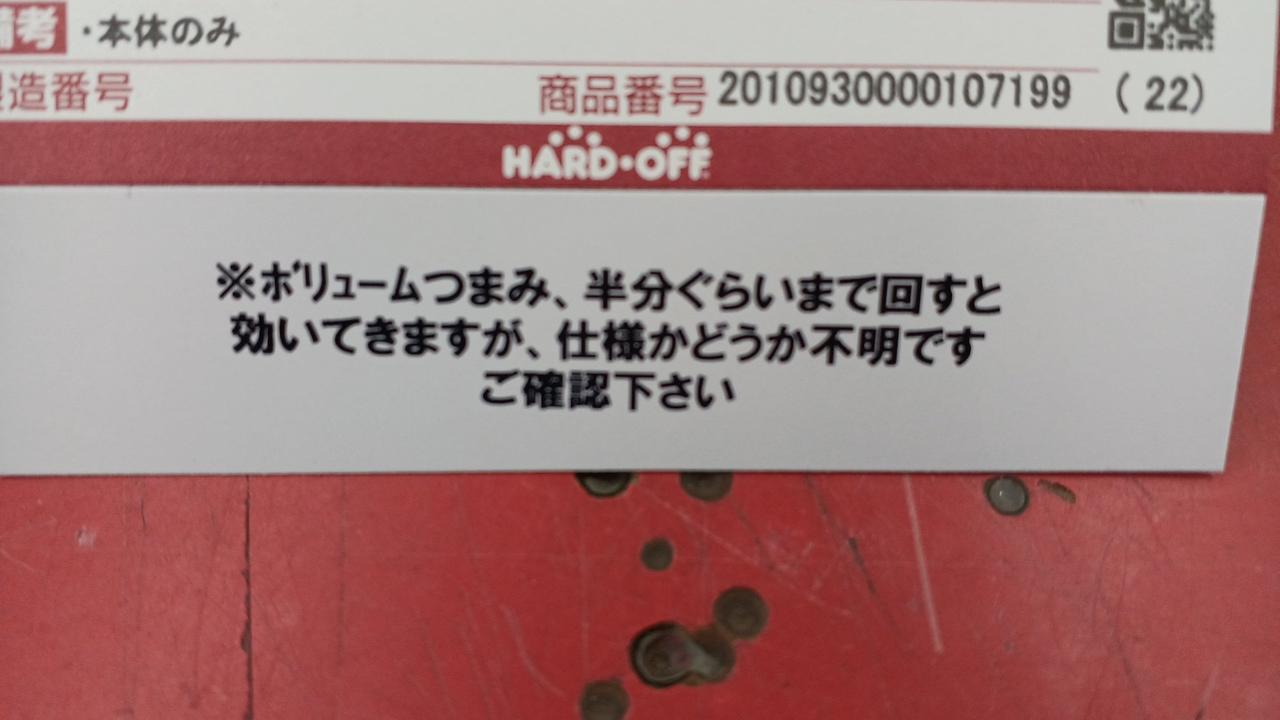 備考 ・本体のみ
製造番号 商品番号 2010930000107199 (22)
HARD・OFF
※ボリュームつまみ、半分ぐらいまで回すと
効いてきますが、仕様かどうか不明です
ご確認下さい